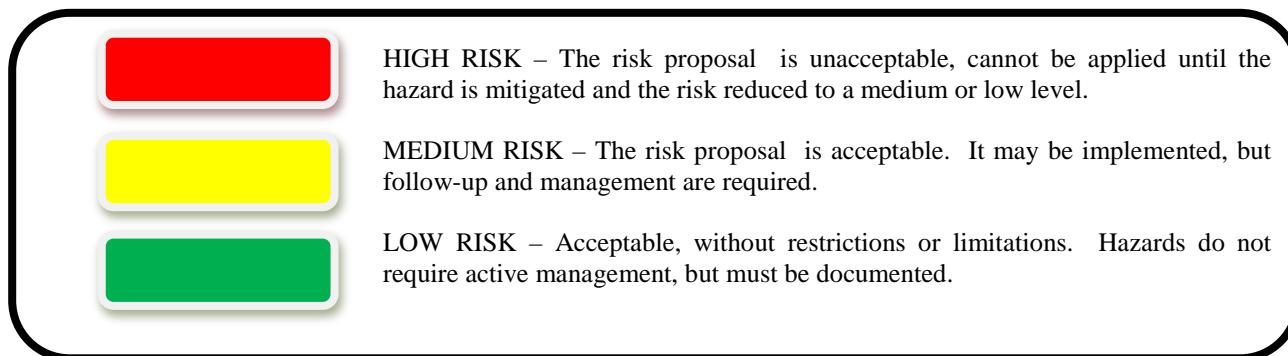 HIGH RISK – The risk proposal is unacceptable, cannot be applied until the
hazard is mitigated and the risk reduced to a medium or low level.
MEDIUM RISK – The risk proposal is acceptable. It may be implemented, but
follow-up and management are required.
LOW RISK – Acceptable, without restrictions or limitations. Hazards do not
require active management, but must be documented.